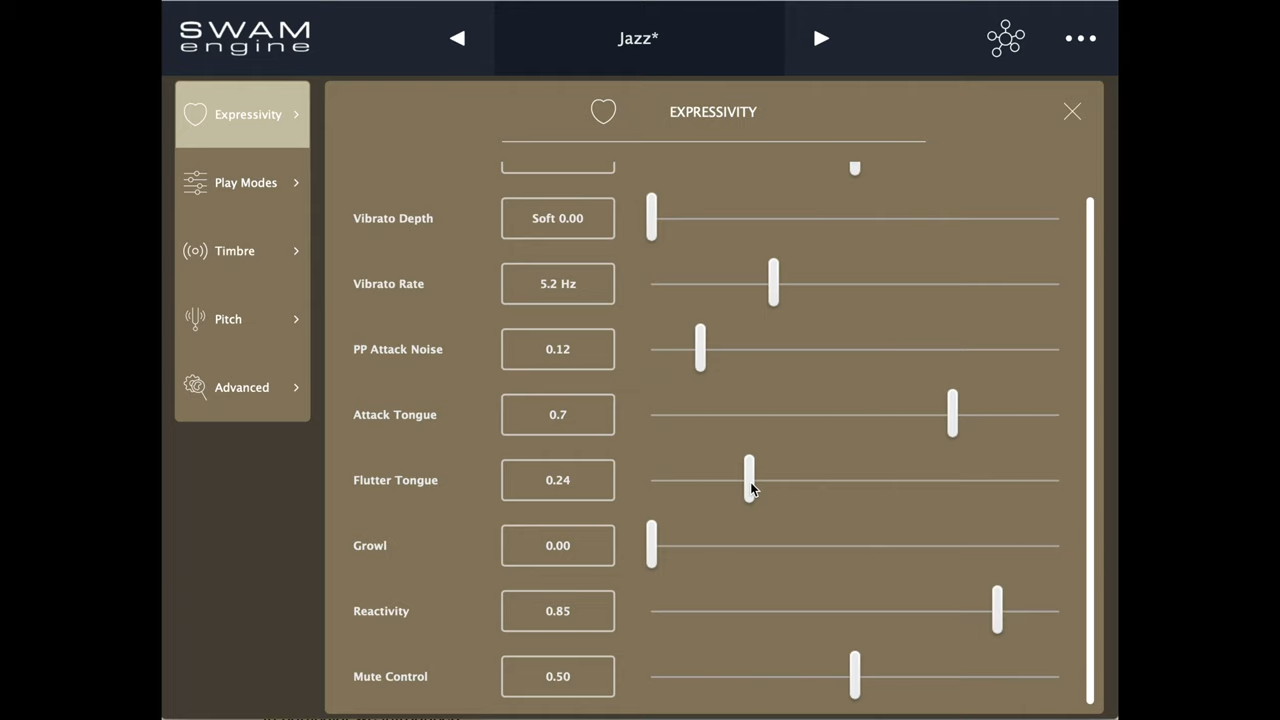 SWAM
engine
Jazz*
Expressivity
EXPRESSIVITY
Play Modes
Timbre
Pitch
Advanced
Vibrato Depth Soft 0.00
Vibrato Rate 5.2 Hz
PP Attack Noise 0.12
Attack Tongue 0.7
Flutter Tongue 0.24
Growl 0.00
Reactivity 0.85
Mute Control 0.50